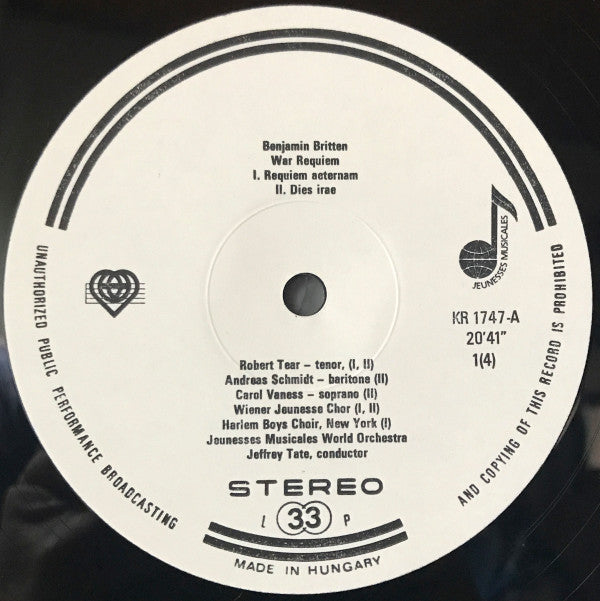 Benjamin Britten
War Requiem
I. Requiem aeternam
II. Dies irae
JEUNESSES MUSICALES
KR 1747-A
20'41"
1(4)
Robert Tear – tenor, (I, II)
Andreas Schmidt – baritone (II)
Carol Vaness – soprano (II)
Wiener Jeunesse Chor (I, II)
Harlem Boys Choir, New York (I)
Jeunesses Musicales World Orchestra
Jeffrey Tate, conductor
STEREO
L 33 P
MADE IN HUNGARY
UNAUTHORIZED PUBLIC PERFORMANCE BROADCASTING
AND COPYING OF THIS RECORD IS PROHIBITED